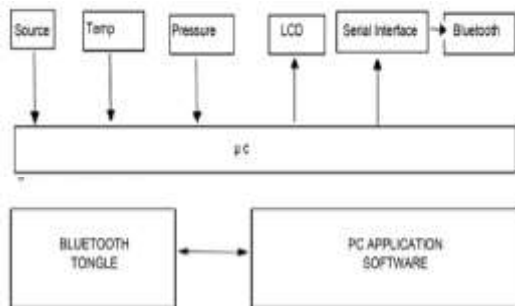 Source
Temp
Pressure
LCD
Serial Interface
Bluetooth
µ c
BLUETOOTH
TONGLE
PC APPLICATION
SOFTWARE